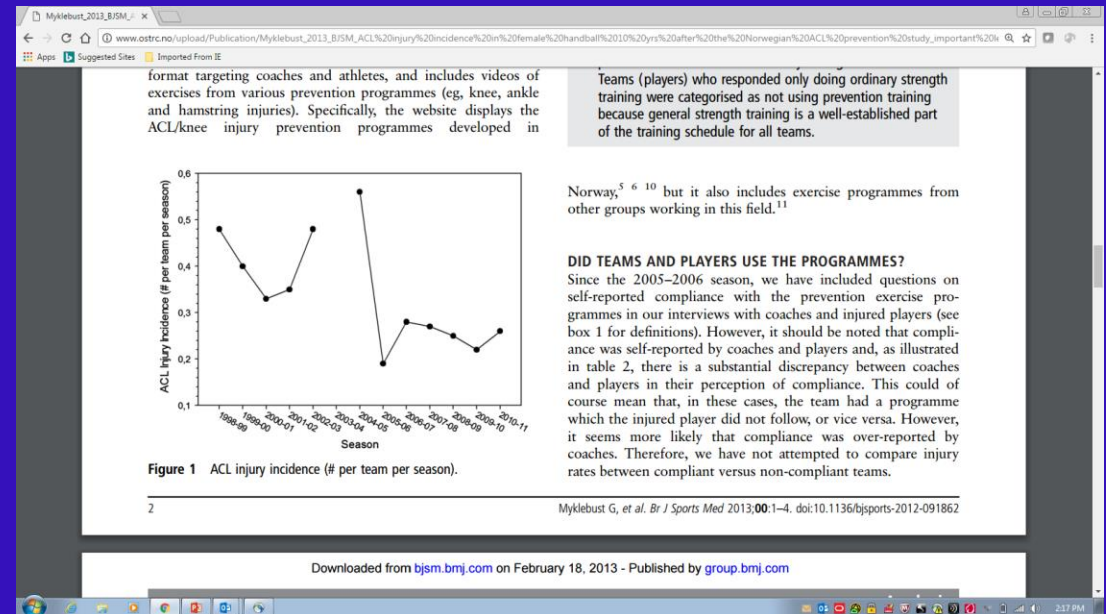 Myklebust_2013_BJSM_A
www.ostrc.no/upload/Publication/Myklebust_2013_BJSM_ACL%20injury%20incidence%20in%20female%20handball%2010%20yrs%20after%20the%20Norwegian%20ACL%20prevention%20study_important%20l
Apps Suggested Sites Imported From IE
format targeting coaches and athletes, and includes videos of
exercises from various prevention programmes (eg, knee, ankle
and hamstring injuries). Specifically, the website displays the
ACL/knee injury prevention programmes developed in
0,6
0,5
0,4
0,3
0,2
0,1
ACL Injury Incidence (# per team per season)
1998-99
1999-00
2000-01
2001-02
2002-03
2003-04
2004-05
2005-06
2006-07
2007-08
2008-09
2009-10
2010-11
Season
Figure 1 ACL injury incidence (# per team per season).
Teams (players) who responded only doing ordinary strength
training were categorised as not using prevention training
because general strength training is a well-established part
of the training schedule for all teams.
Norway,5 6 10 but it also includes exercise programmes from
other groups working in this field.11
DID TEAMS AND PLAYERS USE THE PROGRAMMES?
Since the 2005–2006 season, we have included questions on
self-reported compliance with the prevention exercise pro-
grammes in our interviews with coaches and injured players (see
box 1 for definitions). However, it should be noted that compli-
ance was self-reported by coaches and players and, as illustrated
in table 2, there is a substantial discrepancy between coaches
and players in their perception of compliance. This could of
course mean that, in these cases, the team had a programme
which the injured player did not follow, or vice versa. However,
it seems more likely that compliance was over-reported by
coaches. Therefore, we have not attempted to compare injury
rates between compliant versus non-compliant teams.
2
Myklebust G, et al. Br J Sports Med 2013;00:1–4. doi:10.1136/bjsports-2012-091862
Downloaded from bjsm.bmj.com on February 18, 2013 - Published by group.bmj.com
2:17 PM